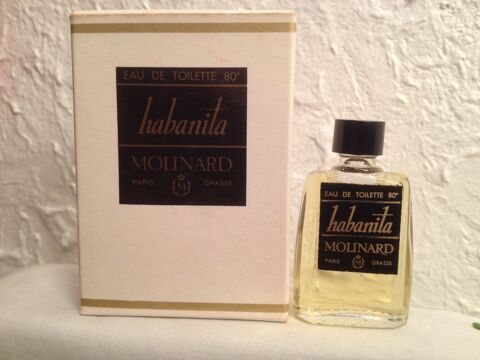 EAU DE TOILETTE 80°
habanita
MOLINARD
PARIS M GRASSE
EAU DE TOILETTE 80°
habanita
MOLINARD
PARIS M GRASSE